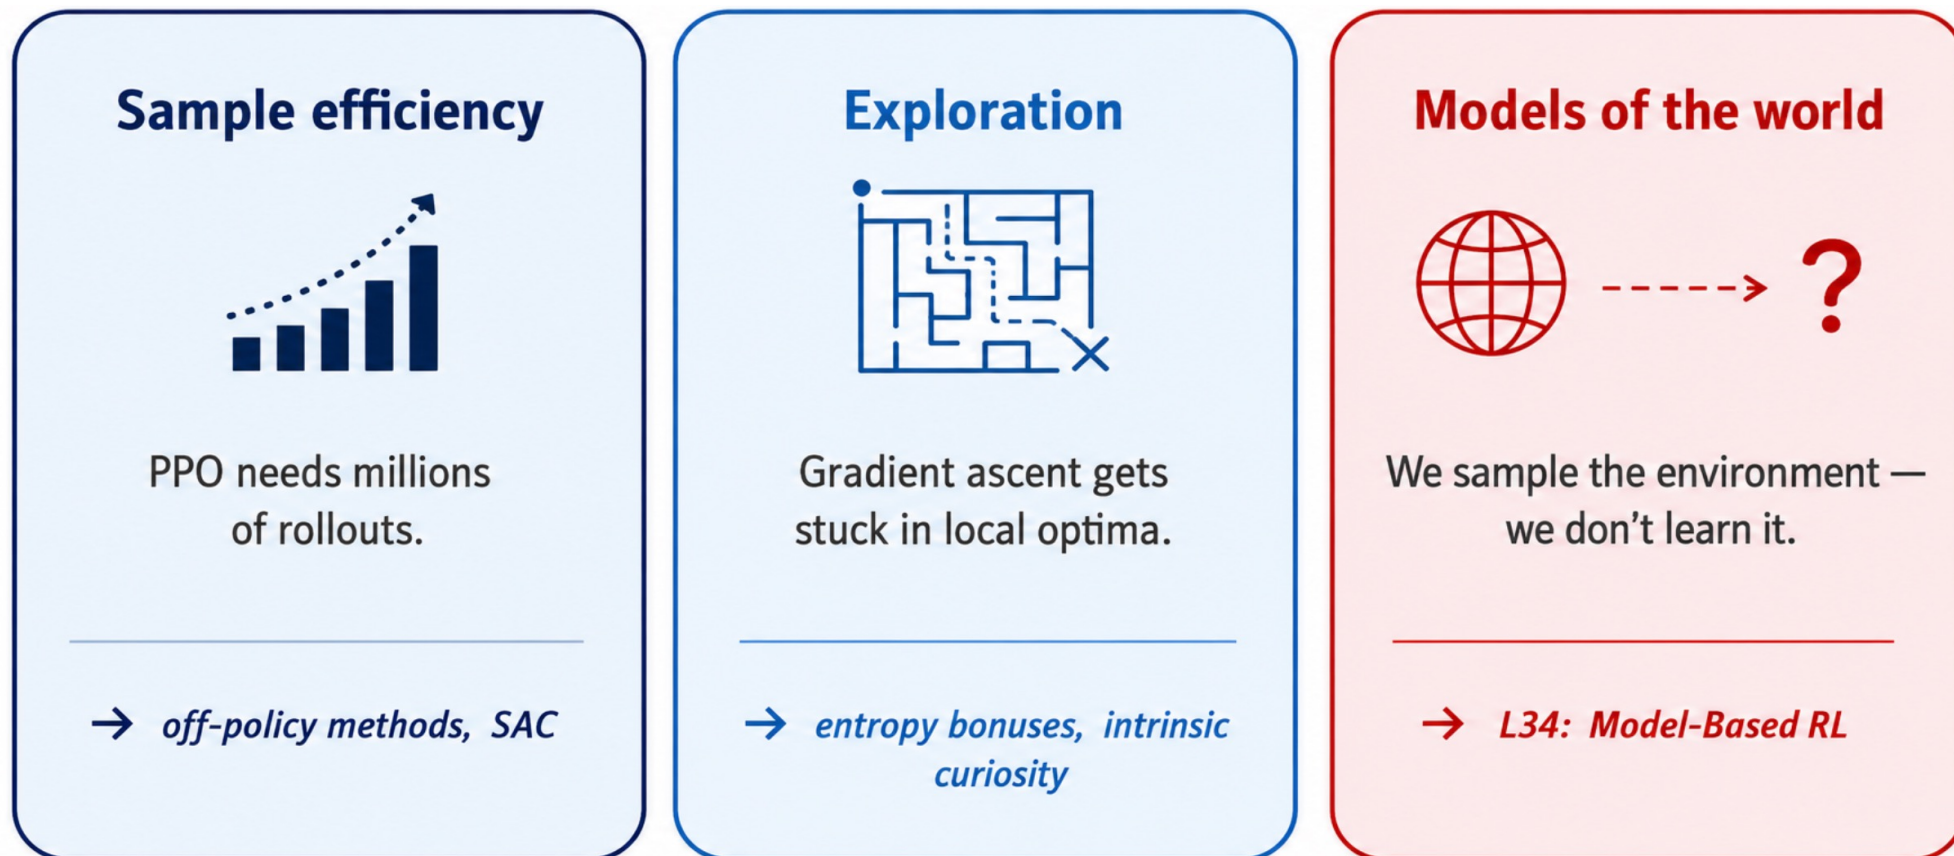 Sample efficiency
PPO needs millions
of rollouts.
→ off-policy methods, SAC
Exploration
Gradient ascent gets
stuck in local optima.
→ entropy bonuses, intrinsic
curiosity
Models of the world
?
We sample the environment —
we don’t learn it.
→ L34: Model-Based RL